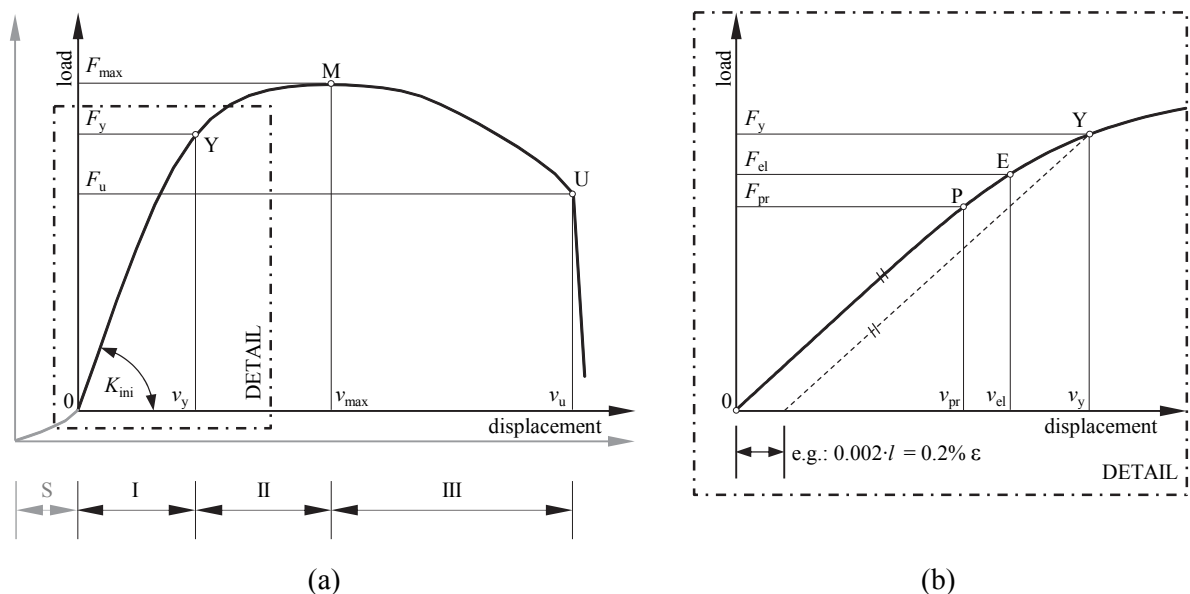 load
F_max
M
F_y
Y
F_u
U
DETAIL
K_ini
0
v_y
v_max
v_u
displacement
S
I
II
III
(a)
load
F_y
Y
F_el
E
F_pr
P
0
v_pr
v_el
v_y
displacement
e.g.: 0.002·l = 0.2% ε
DETAIL
(b)